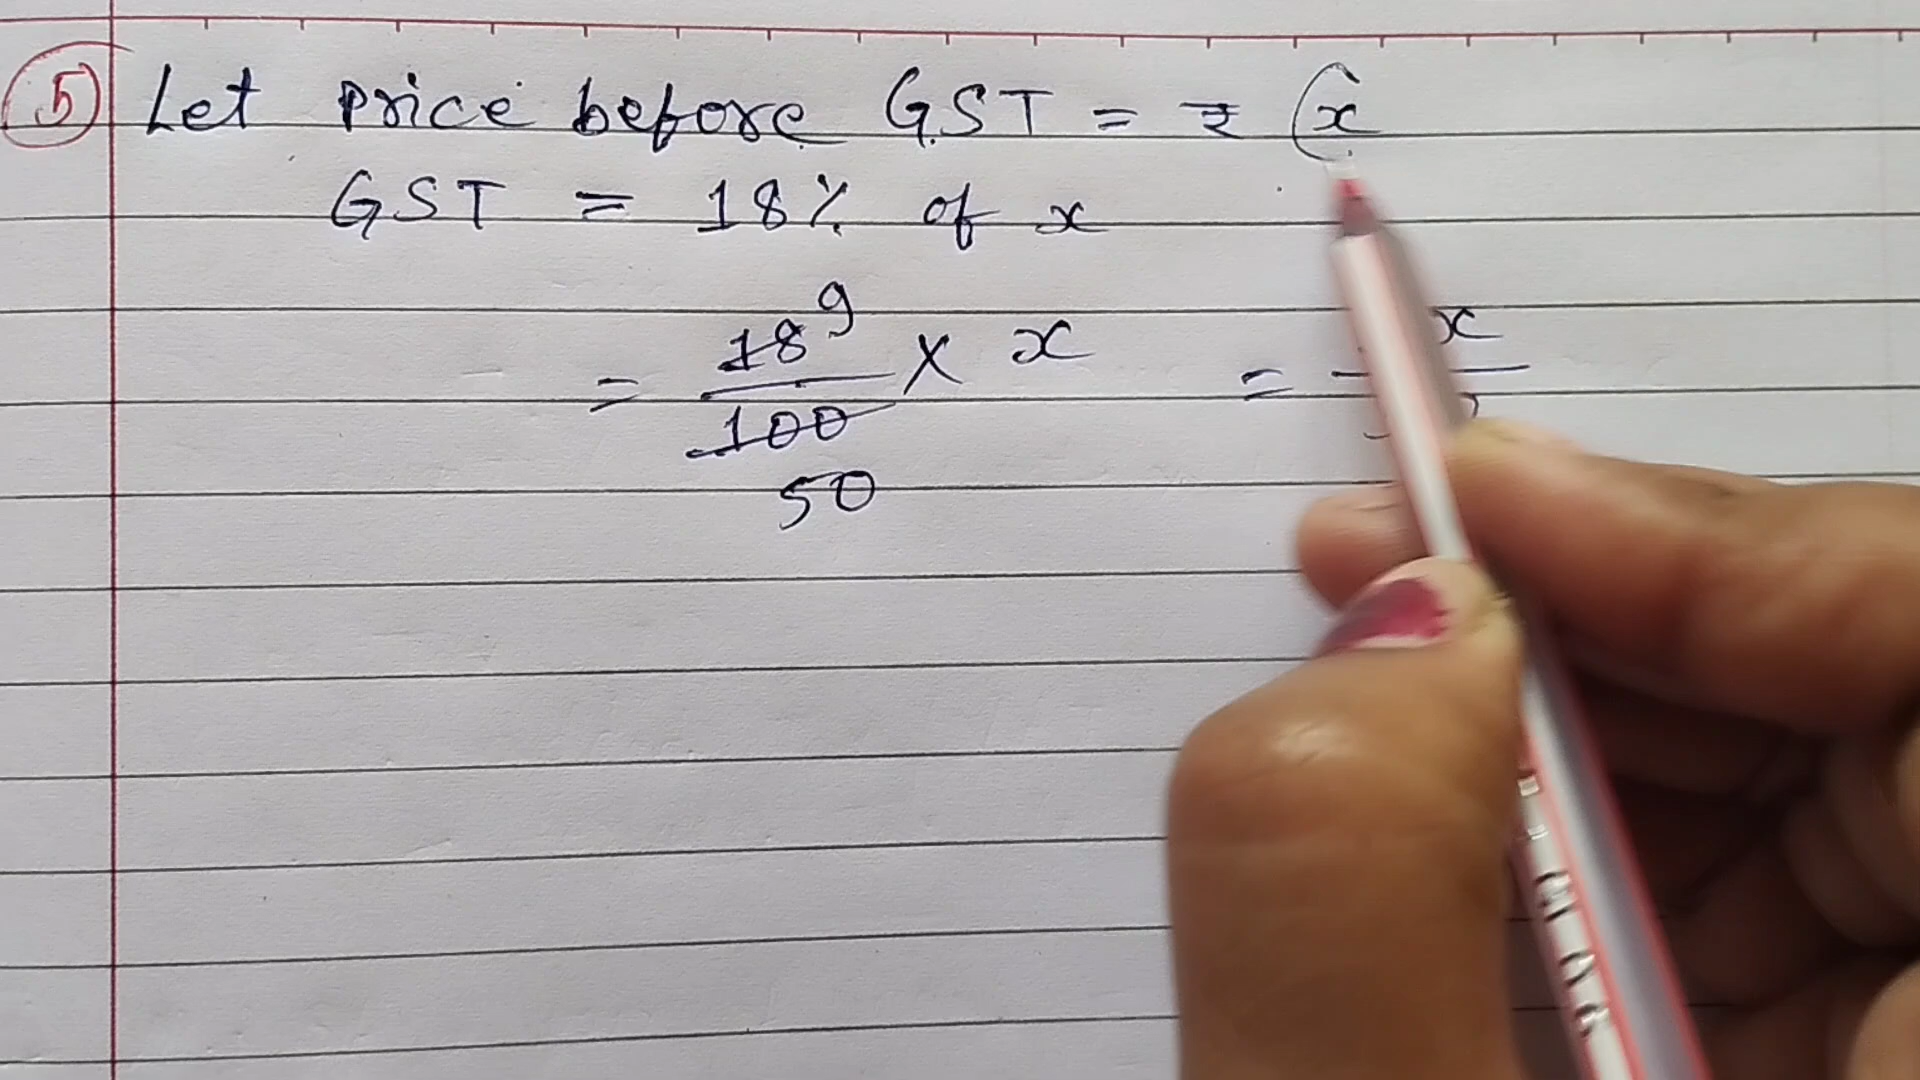 5 Let price before GST = ₹ (x
GST = 18% of x
= 18 9 / 100 50 × x = x